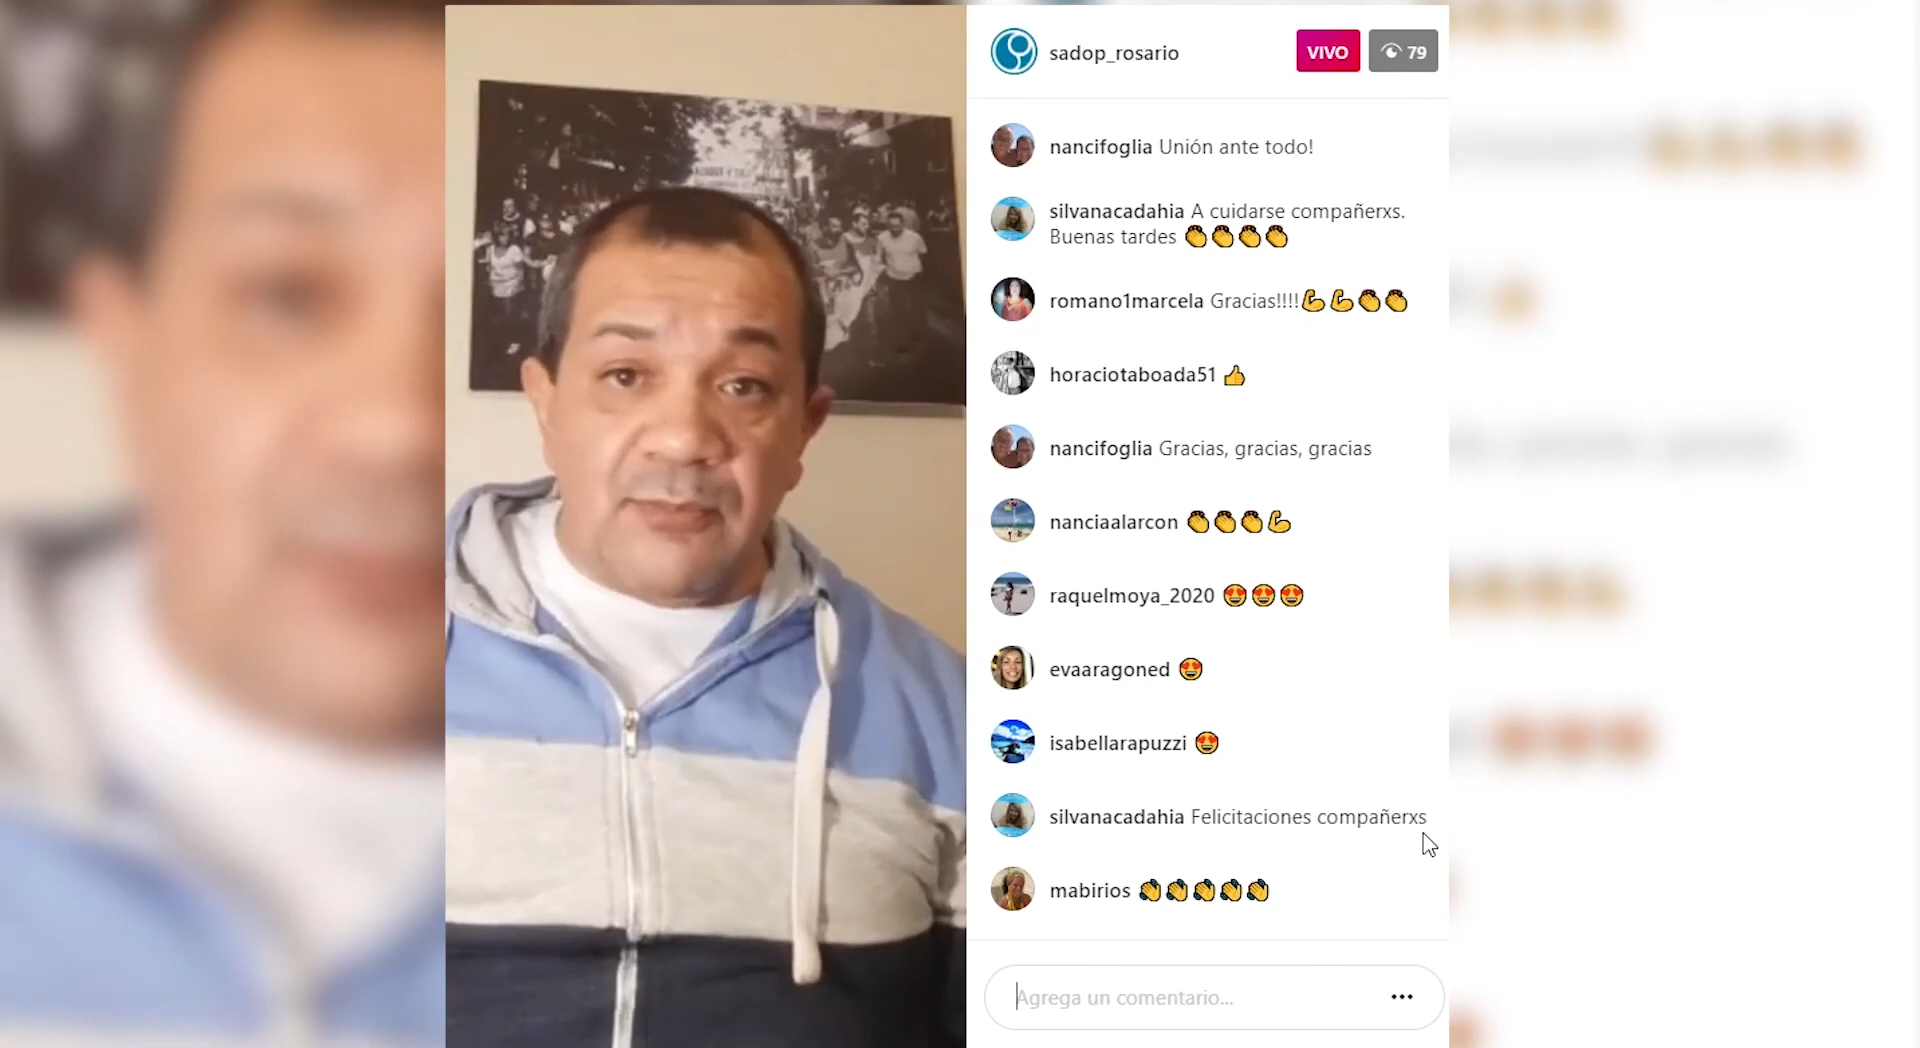 sadop_rosario
VIVO
79
nancifoglia Unión ante todo!
silvanacadahia A cuidarse compañerxs.
Buenas tardes 👏👏👏👏
romano1marcela Gracias!!!!💪💪👏👏
horaciotaboada51 👍
nancifoglia Gracias, gracias, gracias
nanciaalarcon 👏👏👏💪
raquelmoya_2020 😍😍😍
evaaragoned 😍
isabellarapuzzi 😍
silvanacadahia Felicitaciones compañerxs
mabirios 👏👏👏👏👏
Agrega un comentario...